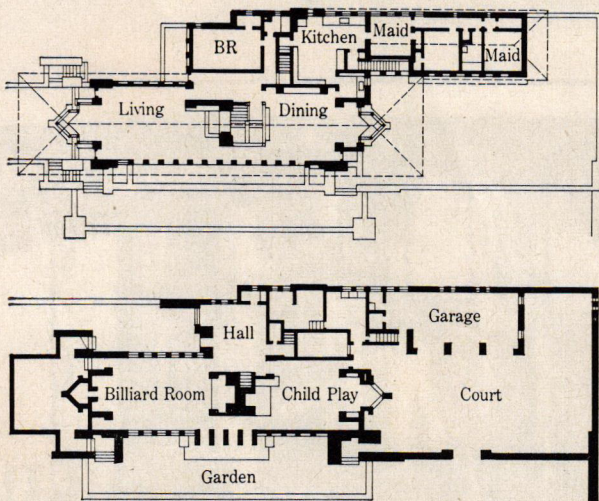 BR
Kitchen
Maid
Maid
Living
Dining
Hall
Garage
Billiard Room
Child Play
Court
Garden